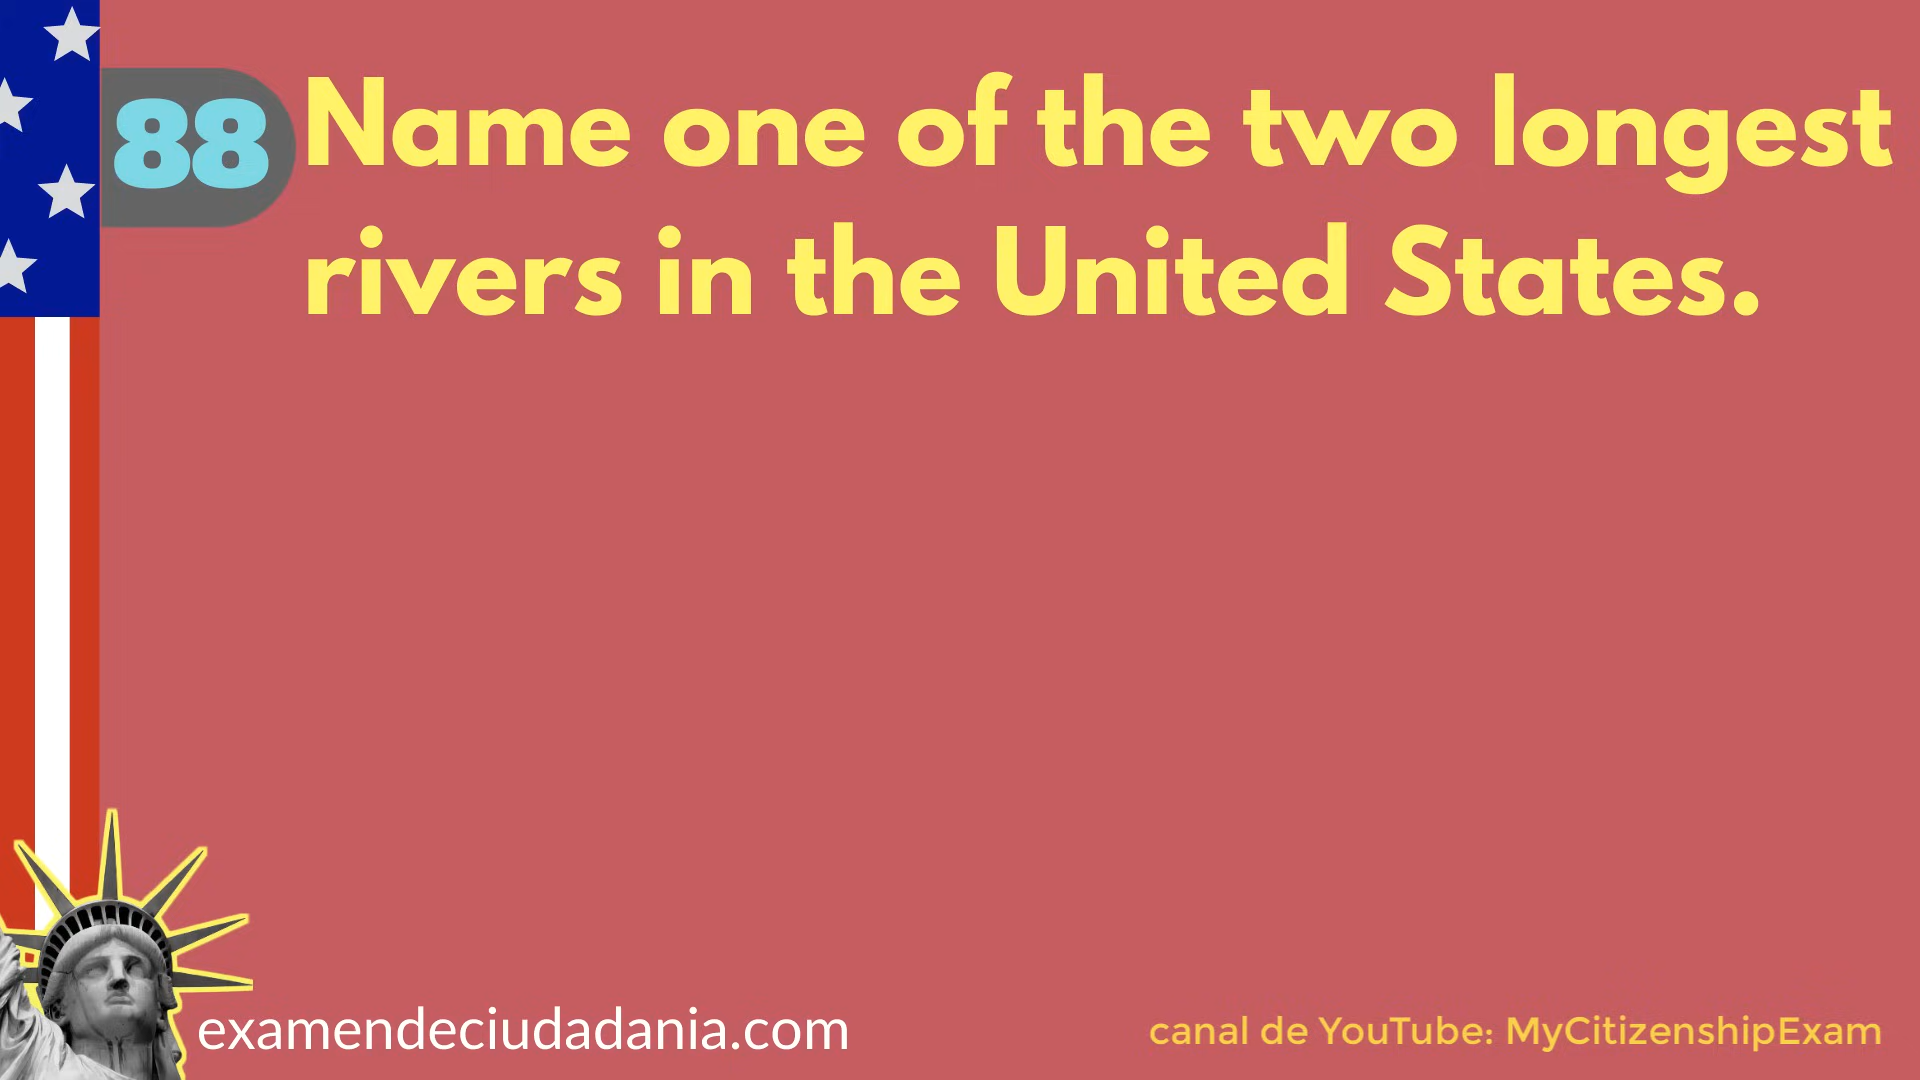 88
Name one of the two longest
rivers in the United States.
examendeciudadania.com
canal de YouTube: MyCitizenshipExam